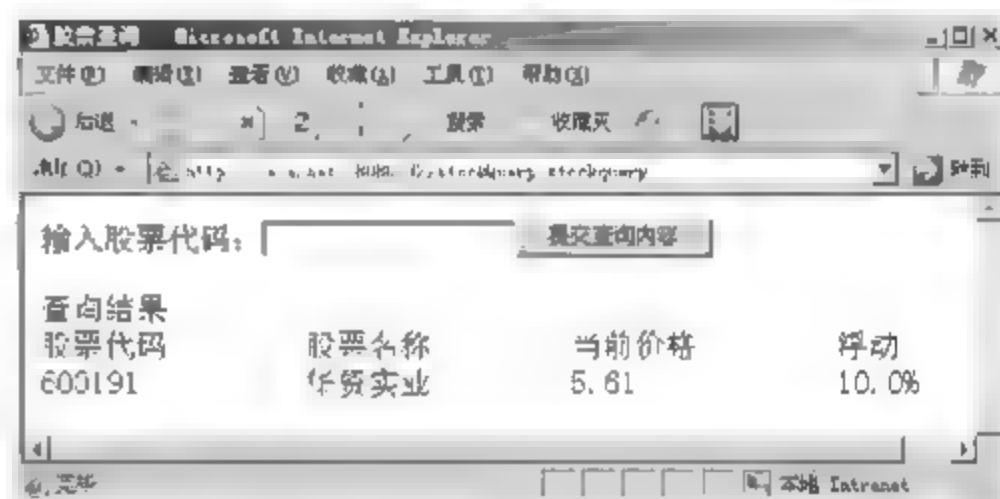 股票查询 Microsoft Internet Explorer
文件(F) 编辑(E) 查看(V) 收藏(A) 工具(T) 帮助(H)
后退 搜索 收藏夹
转到
输入股票代码: 提交查询内容
查询结果
股票代码 股票名称 当前价格 浮动
600191 华资实业 5.61 10.0%
本地 Intranet